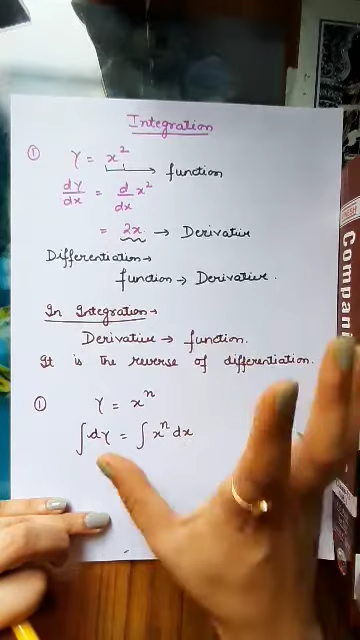 Integration
① Y = x²
function
dY/dx = d/dx x²
= 2x → Derivative
Differentiation →
function → Derivative.
In Integration →
Derivative → function.
It is the reverse of differentiation.
① Y = xⁿ
∫dY = ∫xⁿ dx